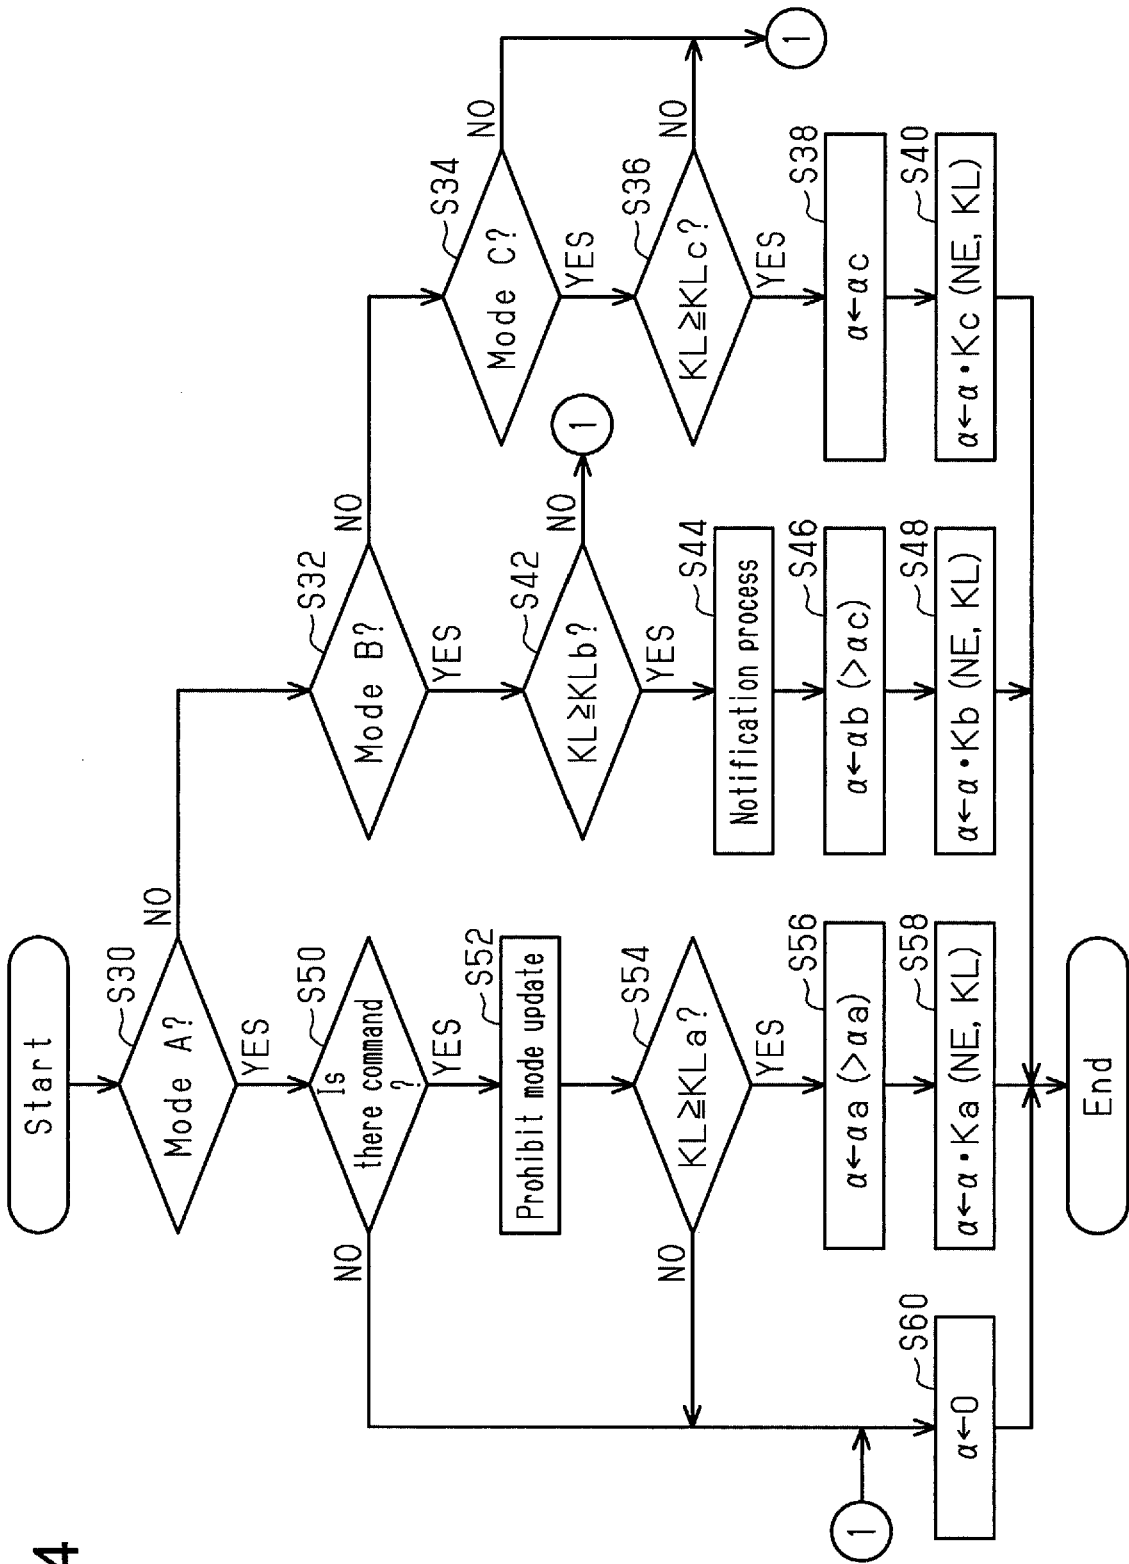 4
Start
S30
Mode A?
NO
YES
S32
Mode B?
NO
YES
S34
Mode C?
NO
YES
S50
Is
there command
?
NO
YES
S42
KL≧KLb?
NO
1
YES
S36
KL≧KLc?
NO
1
YES
S52
Prohibit mode update
S44
Notification process
S54
KL≧KLa?
NO
YES
S56
α←αa (>αa)
S46
α←αb (>αc)
S38
α←αc
1
S60
α←0
S58
α←α•Ka (NE, KL)
S48
α←α•Kb (NE, KL)
S40
α←α•Kc (NE, KL)
End